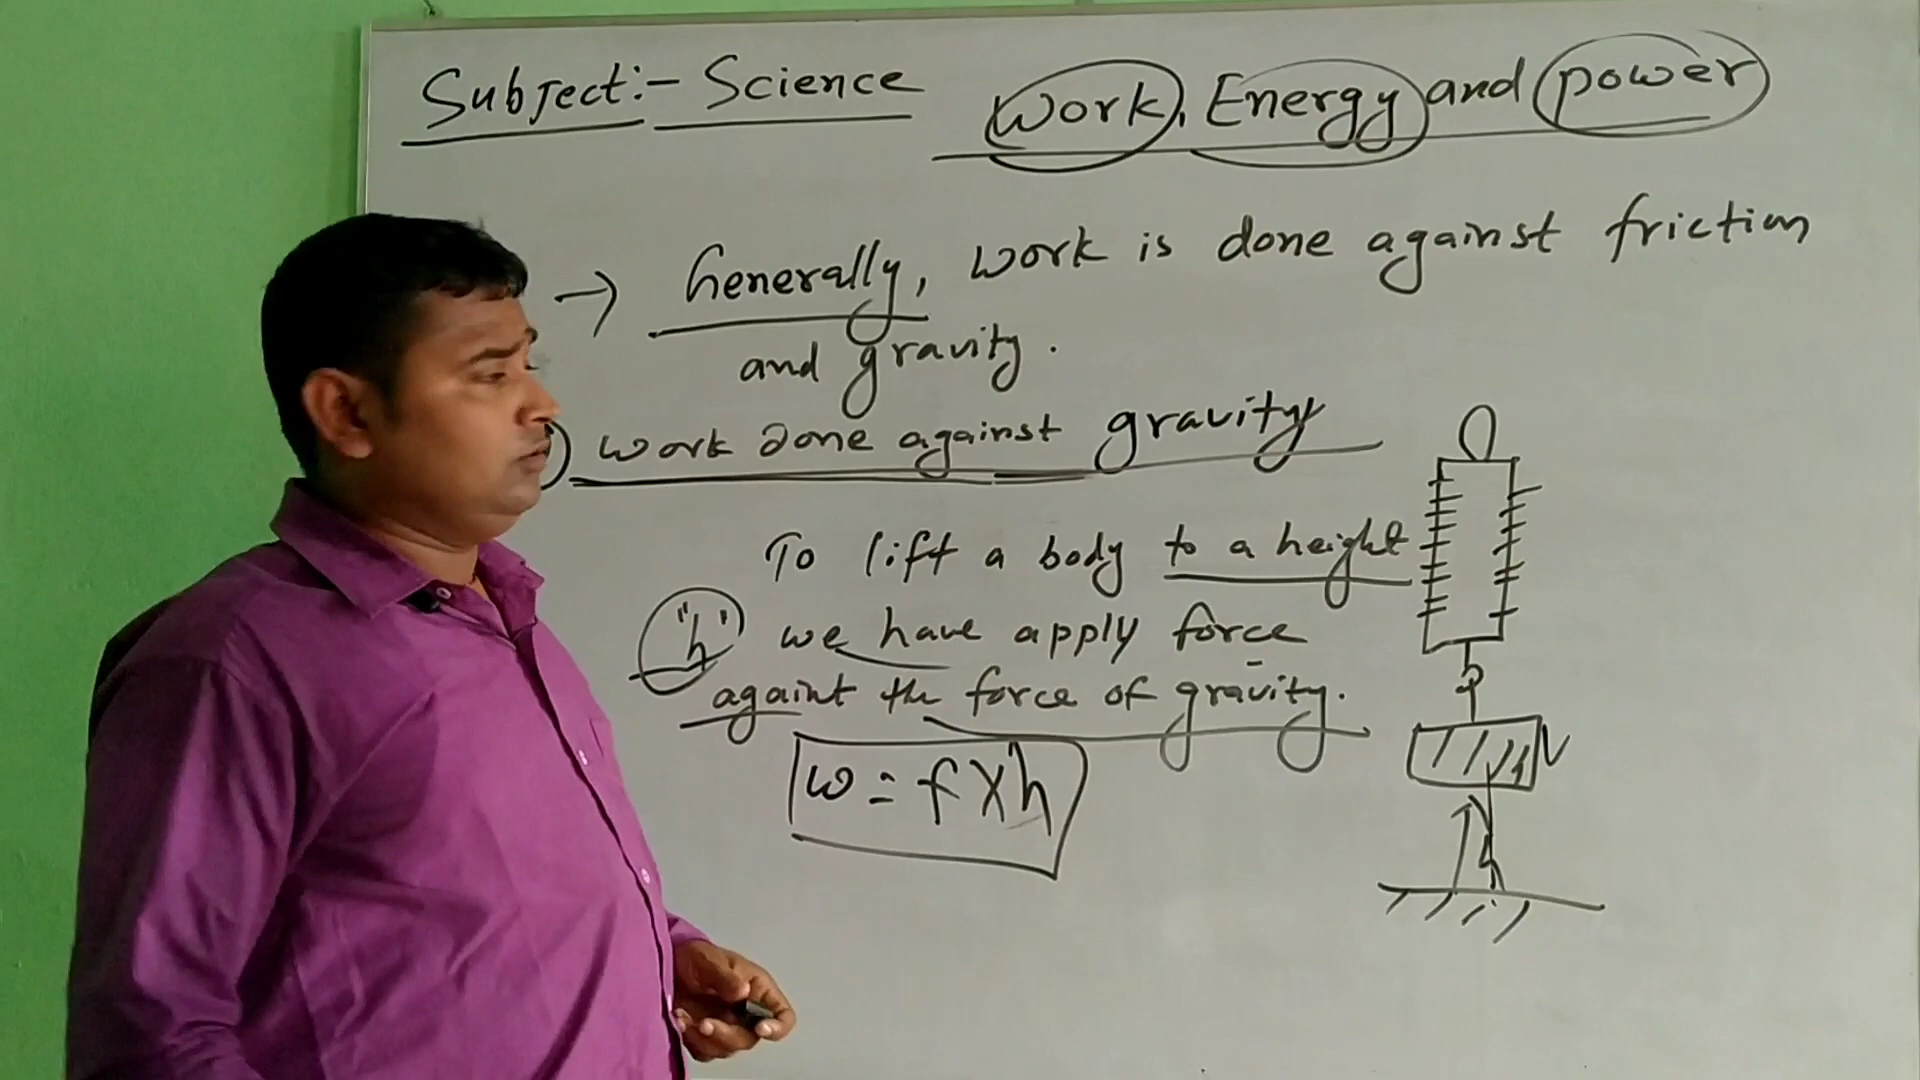 Subject:- Science
Work, Energy and power
→ Generally, work is done against friction
and gravity.
) work done against gravity
To lift a body to a height
"h" we have apply force
againt the force of gravity.
w = f x h
h